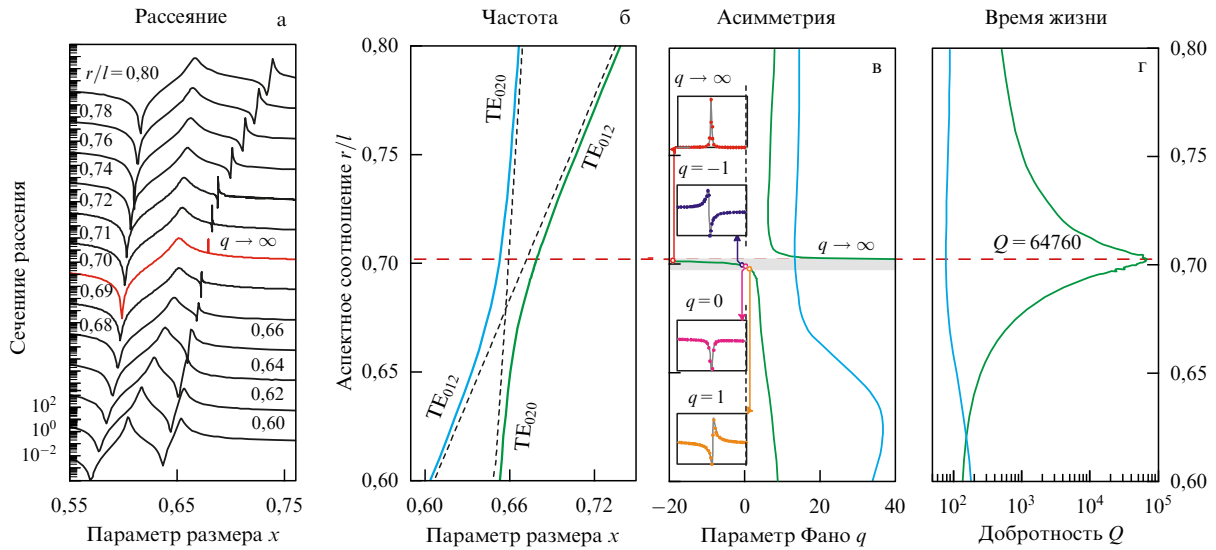 Рассеяние
а
Сечениие рассения
r/l = 0,80
0,78
0,76
0,74
0,72
0,71
0,70
0,69
0,68
q → ∞
0,66
0,64
0,62
0,60
10²
10⁰
10⁻²
0,55
0,65
0,75
Параметр размера x
Частота
б
Аспектное соотношение r/l
0,80
0,75
0,70
0,65
0,60
TE₀₂₀
TE₀₁₂
TE₀₁₂
TE₀₂₀
0,60
0,66
0,72
Параметр размера x
Асимметрия
в
q → ∞
q = −1
q → ∞
q = 0
q = 1
−20
0
20
40
Параметр Фано q
Время жизни
г
Q = 64760
0,80
0,75
0,70
0,65
0,60
10²
10³
10⁴
10⁵
Добротность Q